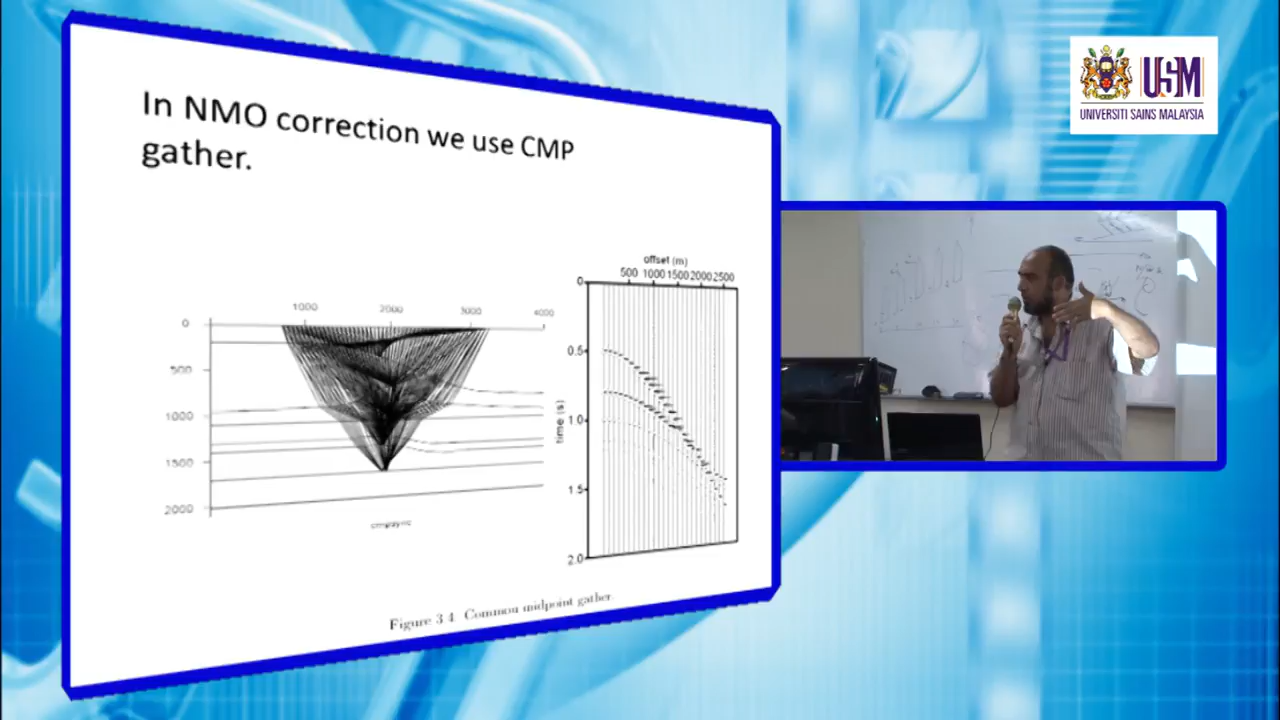 In NMO correction we use CMP
gather.
1000 2000 3000 4000
0
500
1000
1500
2000
offset (m)
500 1000 1500 2000 2500
0
0.5
1.0
1.5
2.0
time (s)
Figure 3.4. Common midpoint gather.
USM
UNIVERSITI SAINS MALAYSIA